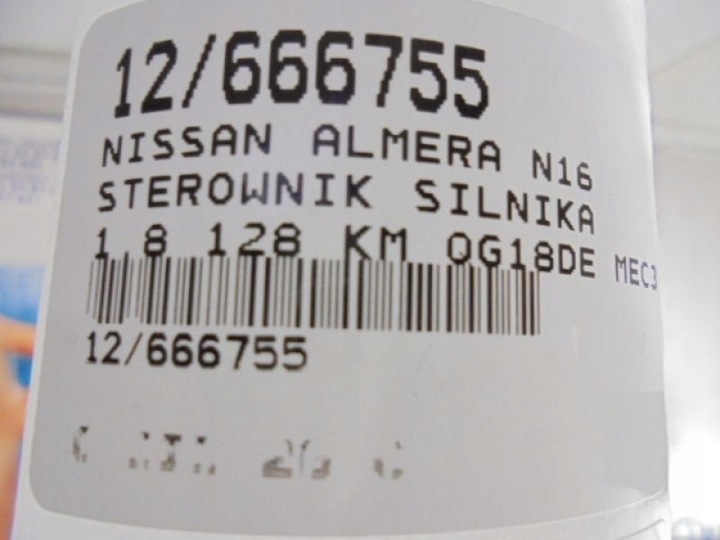 12/666755
NISSAN ALMERA N16
STEROWNIK SILNIKA
1,8 128 KM QG18DE MEC3
12/666755